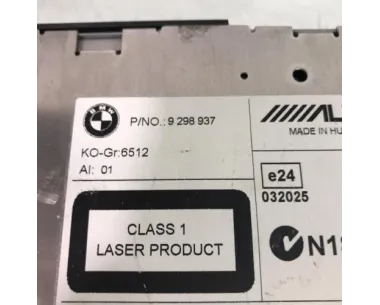 BMW
P/NO.: 9 298 937
MADE IN HU
KO-Gr:6512
AI: 01
e24
032025
CLASS 1
LASER PRODUCT